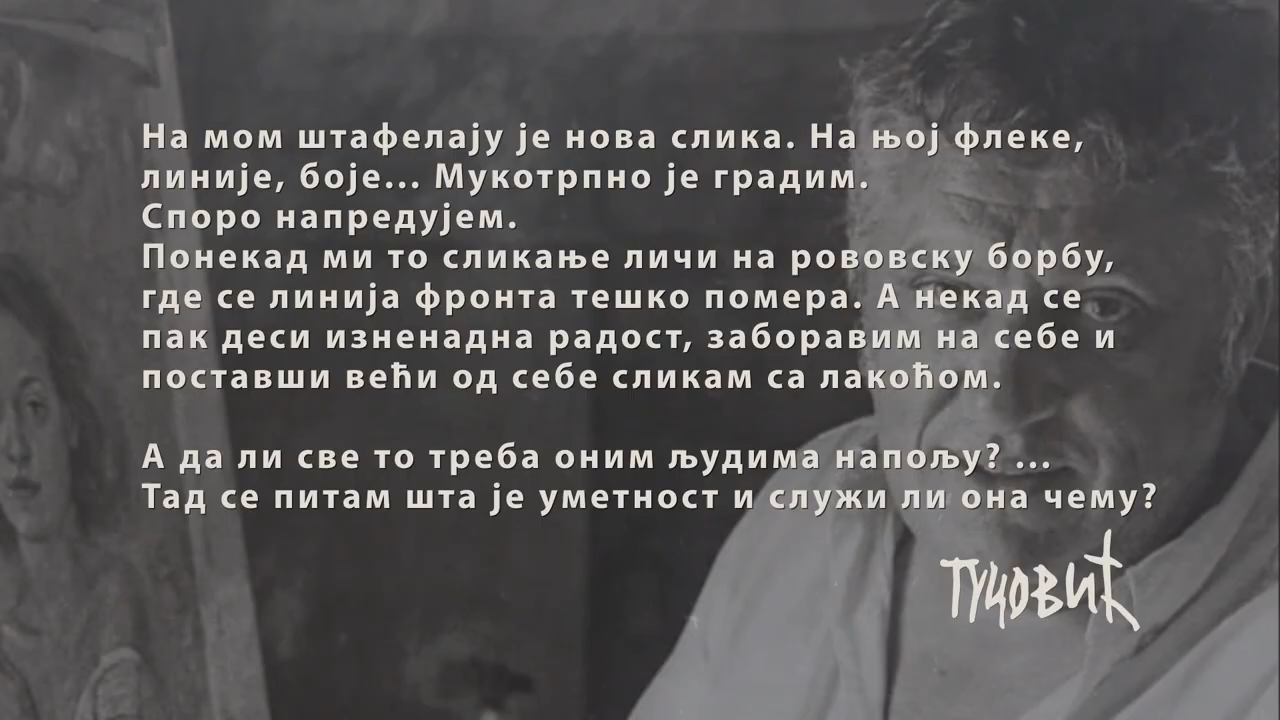 На мом штафелају је нова слика. На њој флеке,
линије, боје... Мукотрпно је градим.
Споро напредујем.
Понекад ми то сликање личи на рововску борбу,
где се линија фронта тешко помера. А некад се
пак деси изненадна радост, заборавим на себе и
поставши већи од себе сликам са лакоћом.
А да ли све то треба оним људима напољу? ...
Тад се питам шта је уметност и служи ли она чему?
Туцовић